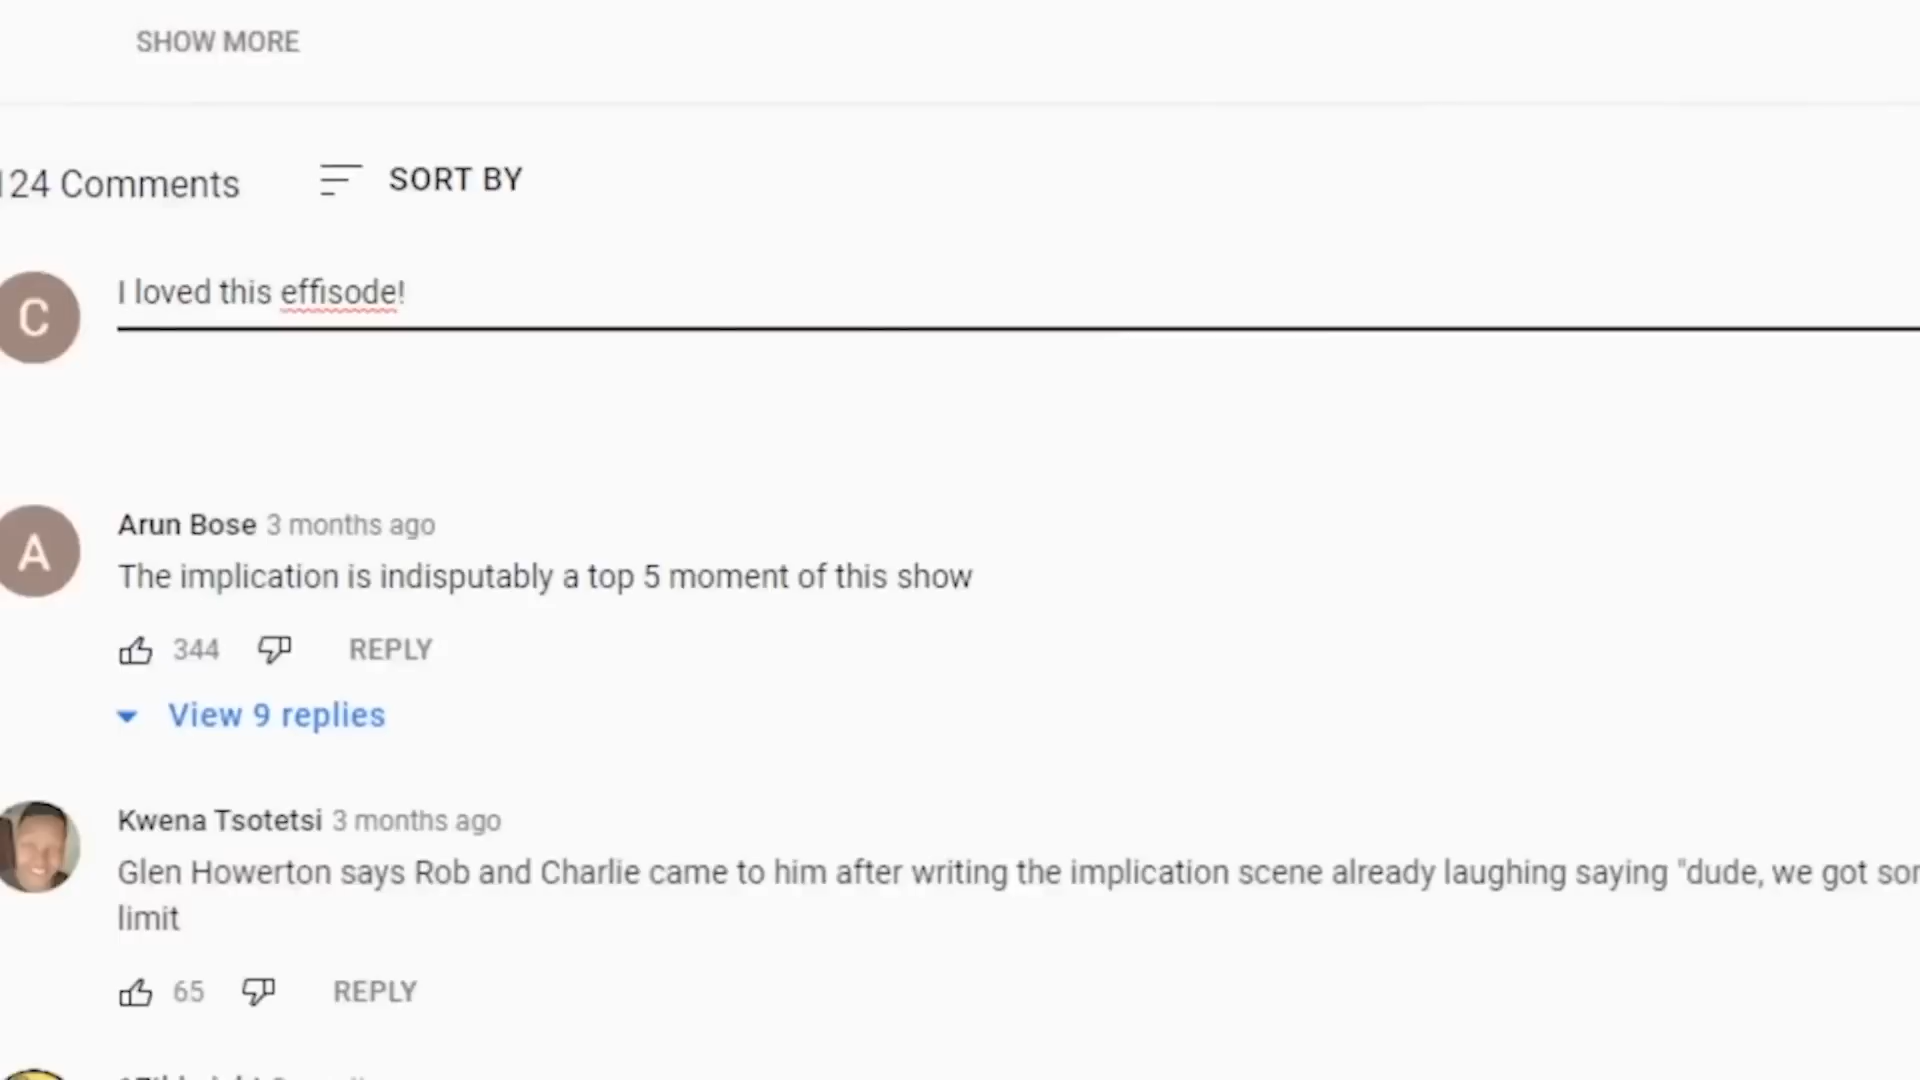 SHOW MORE
124 Comments SORT BY
C I loved this effisode!
A Arun Bose 3 months ago
The implication is indisputably a top 5 moment of this show
344 REPLY
View 9 replies
Kwena Tsotetsi 3 months ago
Glen Howerton says Rob and Charlie came to him after writing the implication scene already laughing saying "dude, we got
limit
65 REPLY